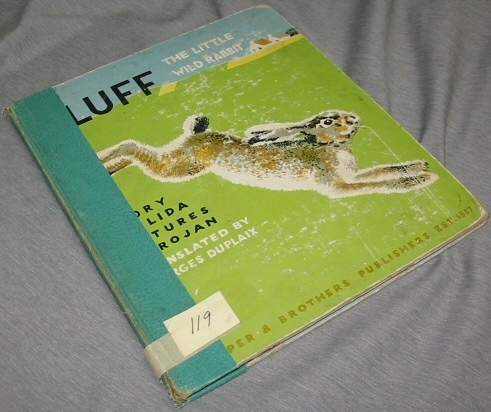 LUFF
THE LITTLE
WILD RABBIT
ORY
LIDA
TURES
ROJAN
NSLATED BY
RGES DUPLAIX
PER & BROTHERS PUBLISHERS EST. 1817
119